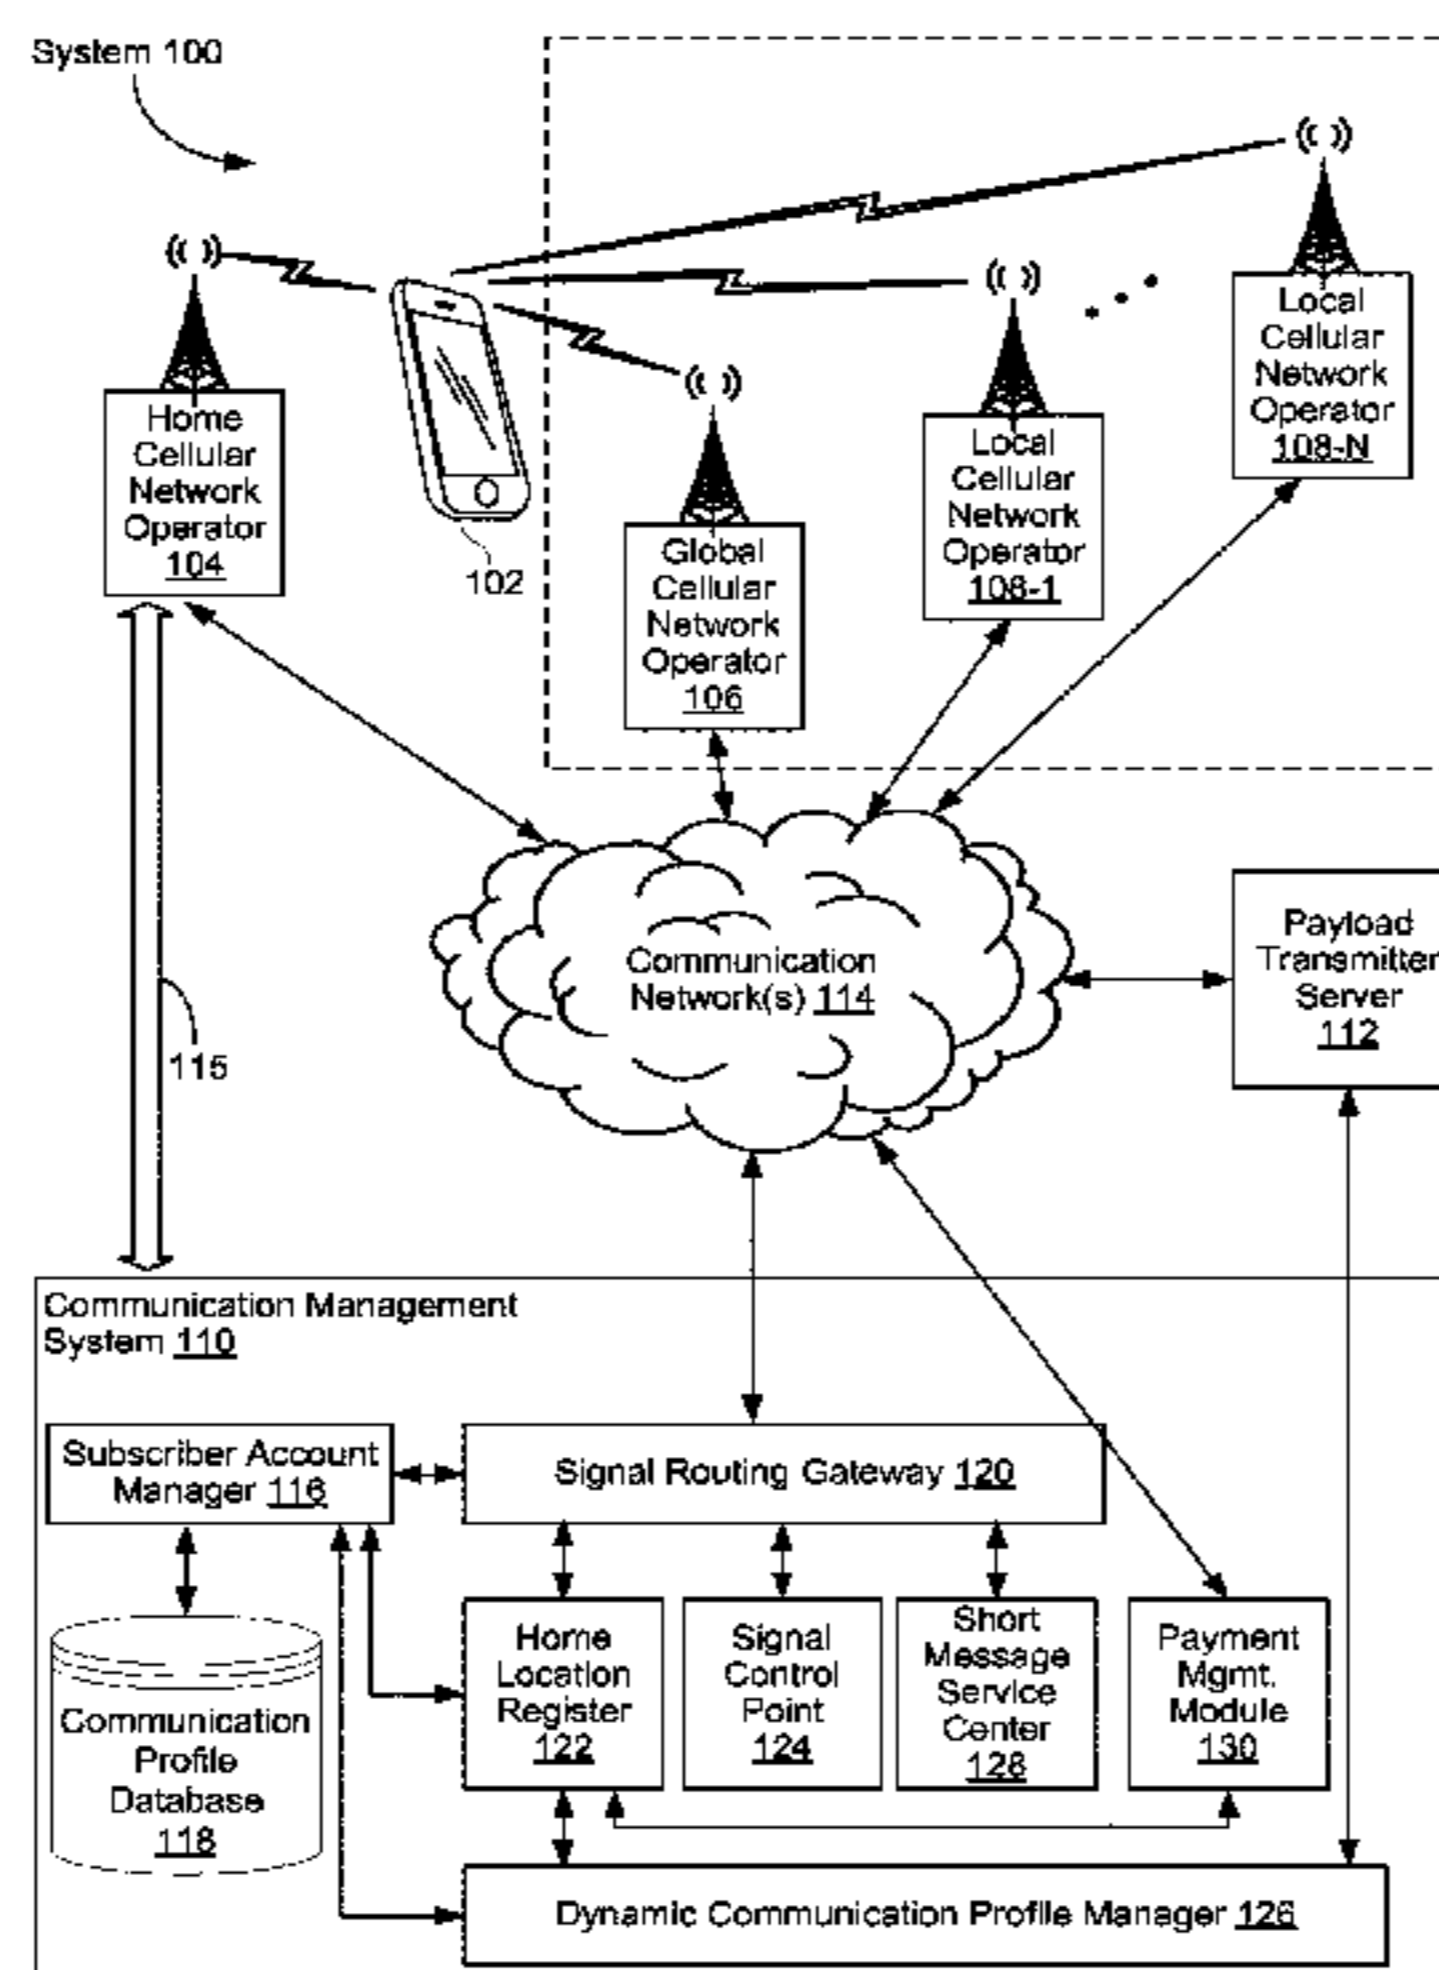 System 100
Home
Cellular
Network
Operator
104
102
Global
Cellular
Network
Operator
106
Local
Cellular
Network
Operator
108-1
Local
Cellular
Network
Operator
108-N
Communication
Network(s) 114
Payload
Transmitter
Server
112
115
Communication Management
System 110
Subscriber Account
Manager 116
Signal Routing Gateway 120
Communication
Profile
Database
118
Home
Location
Register
122
Signal
Control
Point
124
Short
Message
Service
Center
128
Payment
Mgmt.
Module
130
Dynamic Communication Profile Manager 126